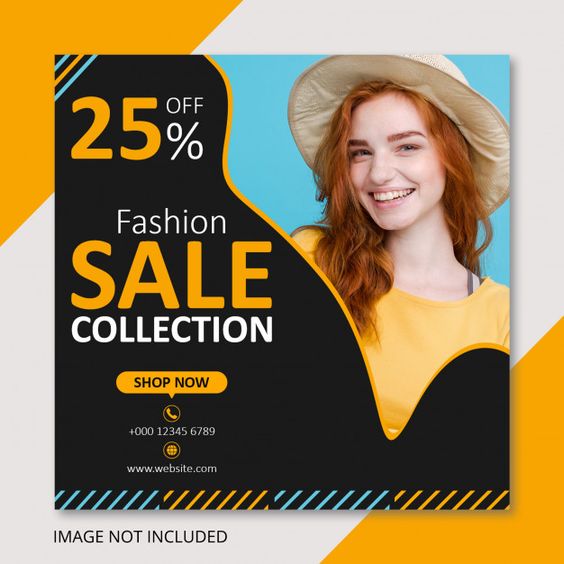 25% OFF
Fashion
SALE
COLLECTION
SHOP NOW
+000 12345 6789
www.website.com
IMAGE NOT INCLUDED